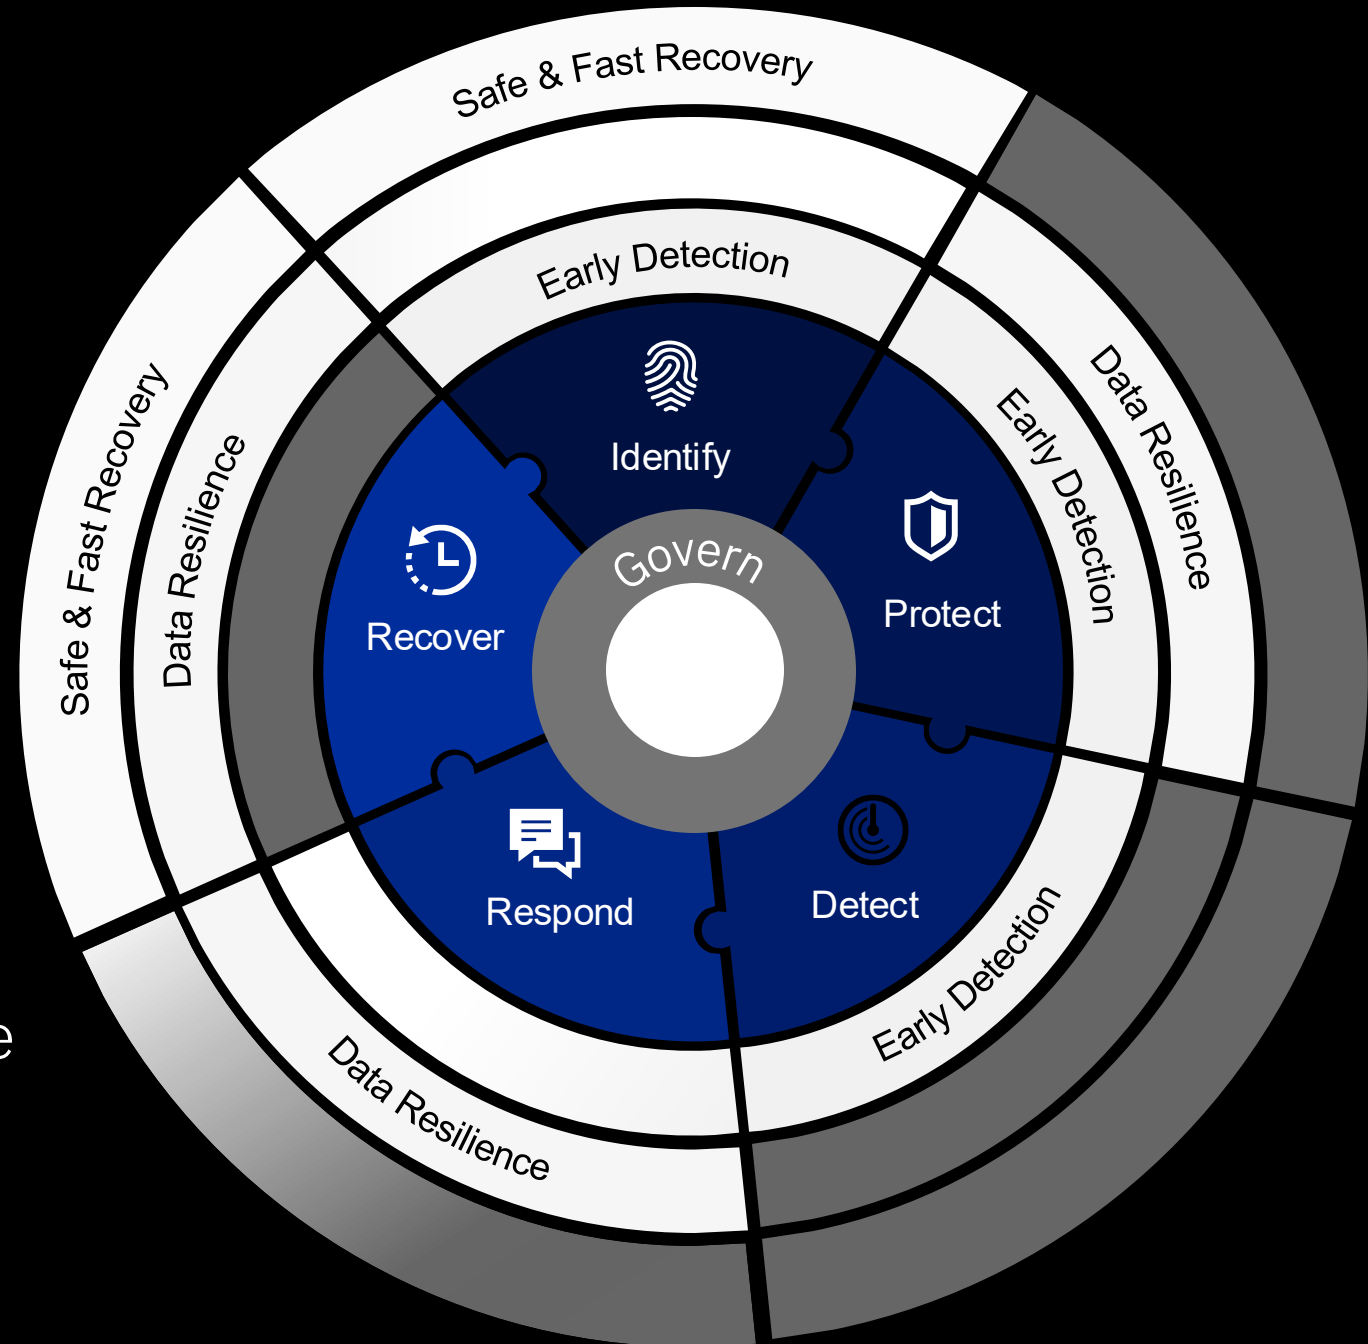 Safe & Fast Recovery
Early Detection
Identify
Govern
Protect
Early Detection
Data Resilience
Detect
Early Detection
Respond
Data Resilience
Recover
Data Resilience
Safe & Fast Recovery
e